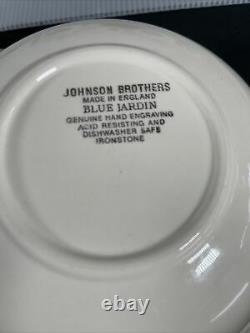 JOHNSON BROTHERS
MADE IN ENGLAND
BLUE JARDIN
GENUINE HAND ENGRAVING
ACID RESISTING AND
DISHWASHER SAFE
IRONSTONE